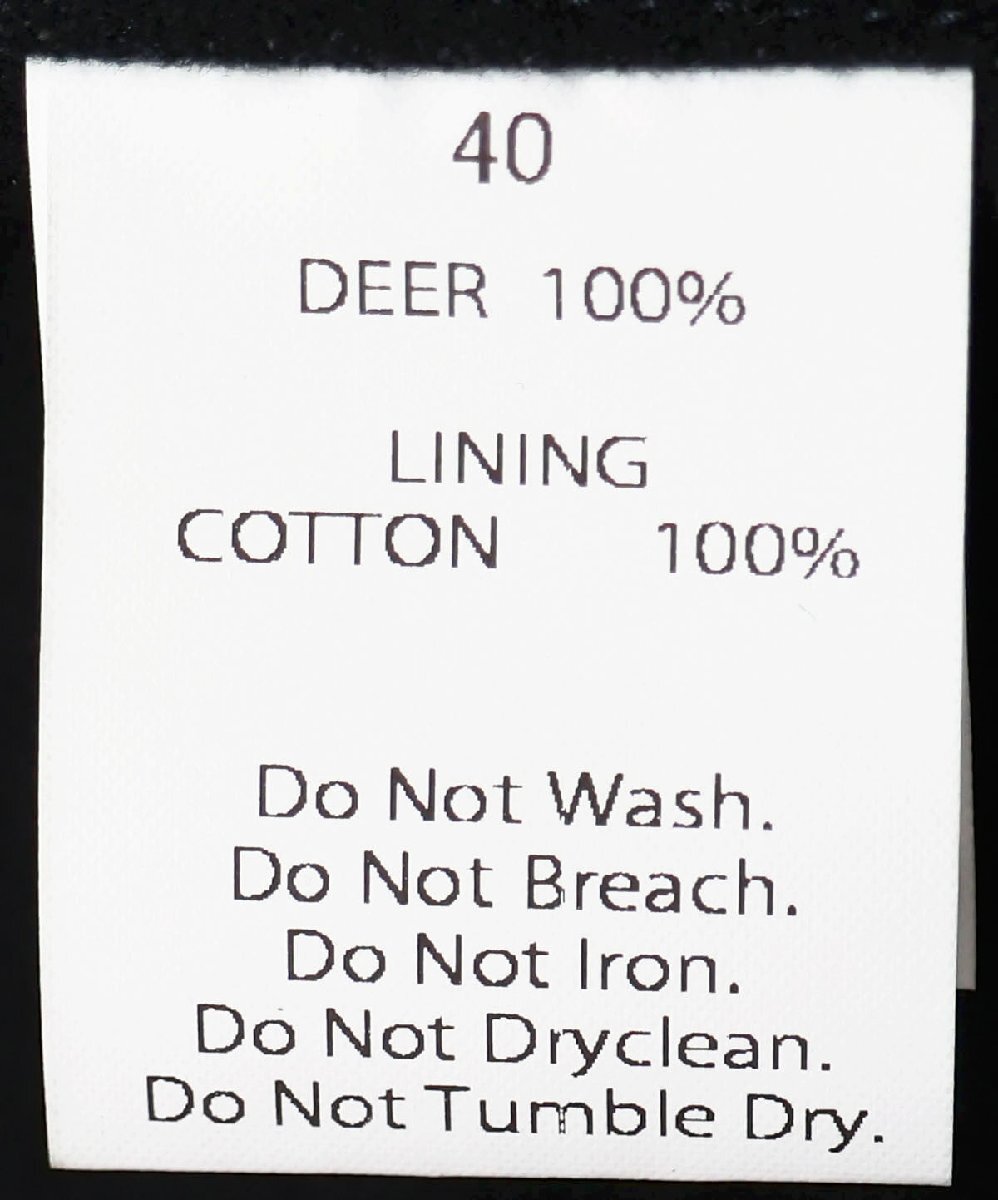 40
DEER 100%
LINING
COTTON 100%
Do Not Wash.
Do Not Breach.
Do Not Iron.
Do Not Dryclean.
Do Not Tumble Dry.